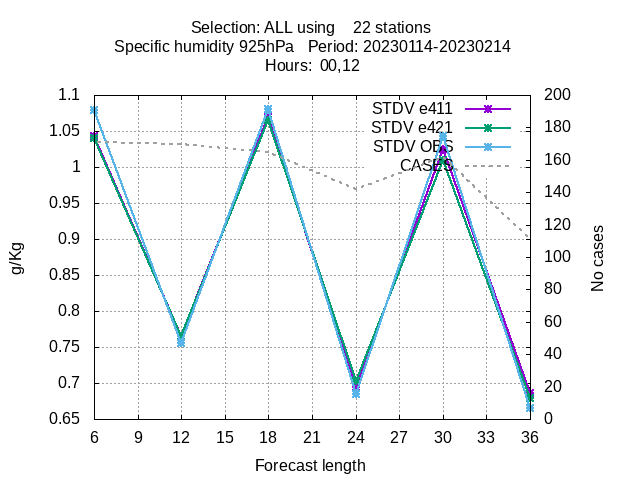 Selection: ALL using 22 stations
Specific humidity 925hPa Period: 20230114-20230214
Hours: 00,12
STDV e411
STDV e421
STDV OBS
CASES
1.1
1.05
1
0.95
0.9
0.85
0.8
0.75
0.7
0.65
g/Kg
200
180
160
140
120
100
80
60
40
20
0
No cases
6 9 12 15 18 21 24 27 30 33 36
Forecast length